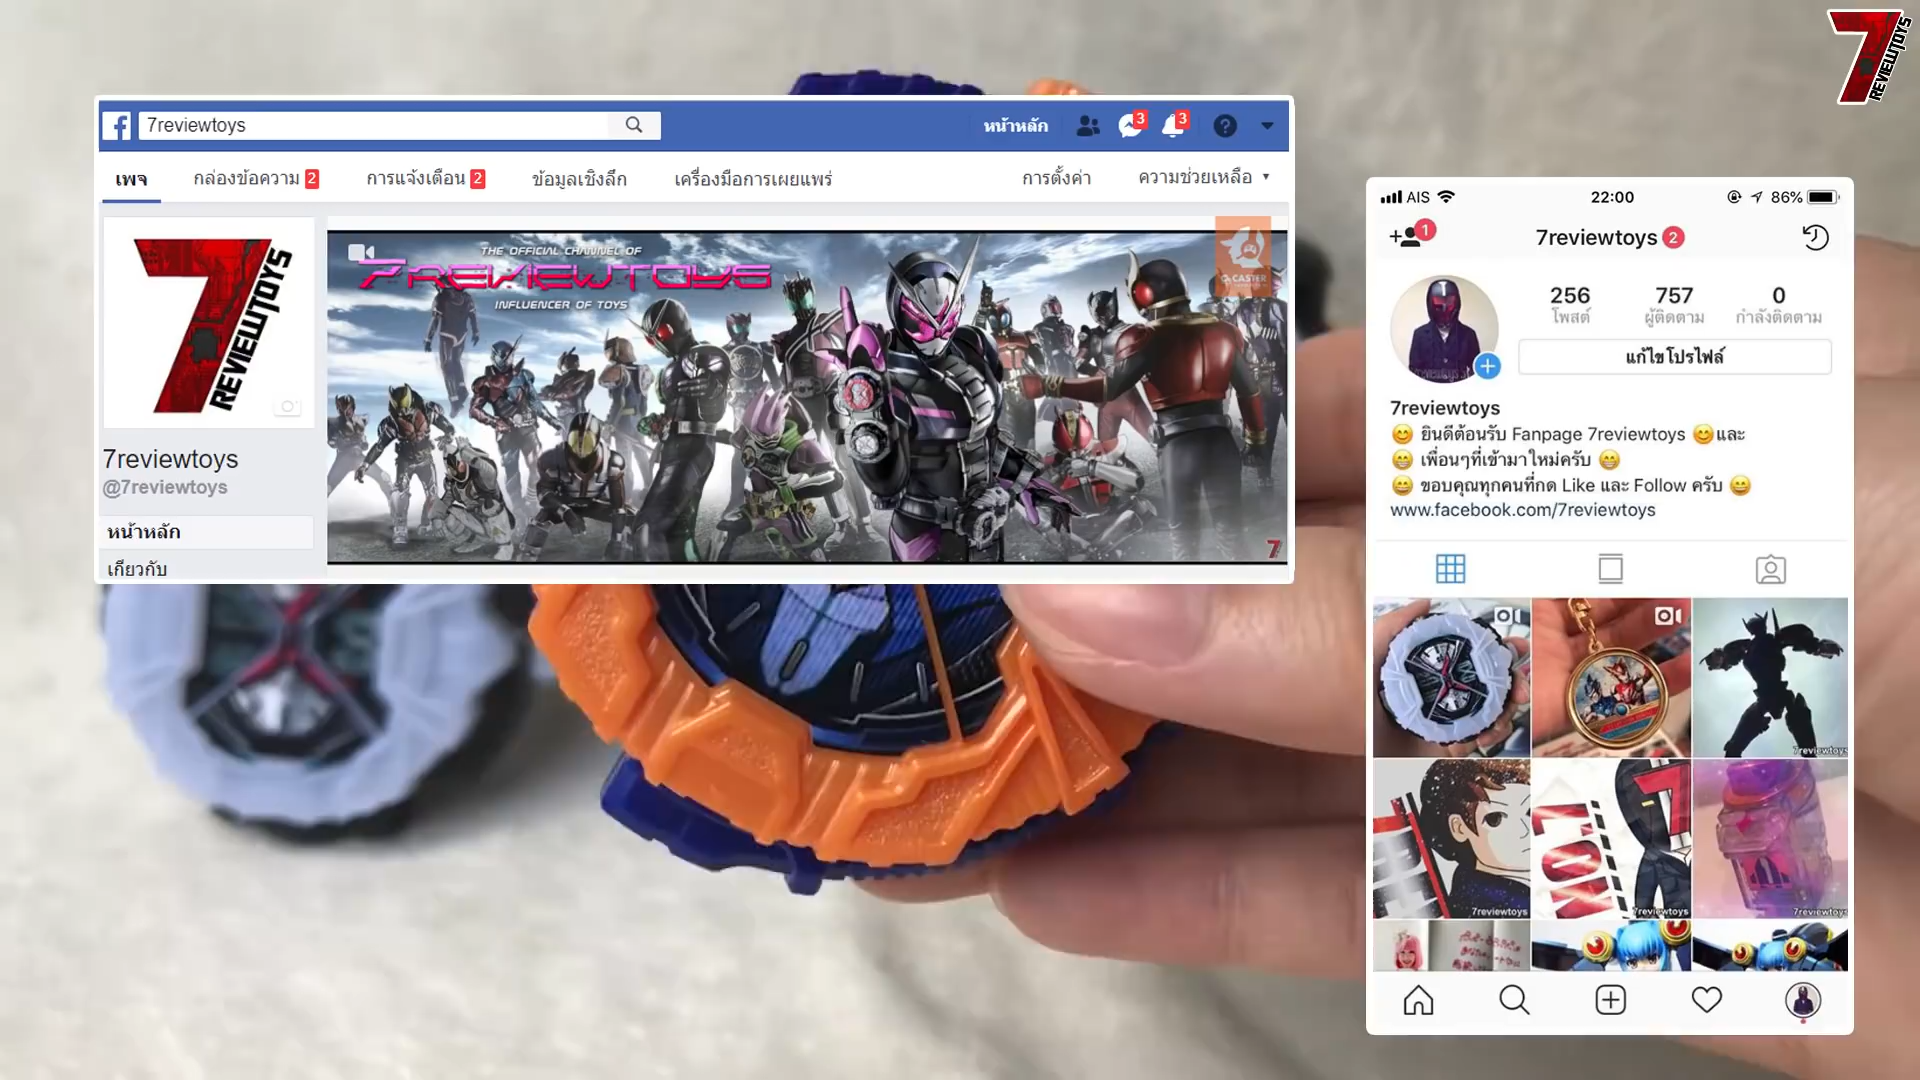 7
REVIEWTOYS
7reviewtoys
หน้าหลัก
3
3
?
เพจ
กล่องข้อความ 2
การแจ้งเตือน 2
ข้อมูลเชิงลึก
เครื่องมือการเผยแพร่
การตั้งค่า
ความช่วยเหลือ
7
REVIEWTOYS
THE OFFICIAL CHANNEL OF
7REVIEWTOYS
INFLUENCER OF TOYS
CASTER
7
7reviewtoys
@7reviewtoys
หน้าหลัก
เกี่ยวกับ
AIS
22:00
86%
1
7reviewtoys 2
256
โพสต์
757
ผู้ติดตาม
0
กำลังติดตาม
แก้ไขโปรไฟล์
7reviewtoys
😊 ยินดีต้อนรับ Fanpage 7reviewtoys 😊และ
😁 เพื่อนๆที่เข้ามาใหม่ครับ 😁
😄 ขอบคุณทุกคนที่กด Like และ Follow ครับ 😄
www.facebook.com/7reviewtoys
7reviewtoys
7reviewtoys
7reviewtoys
7reviewtoys